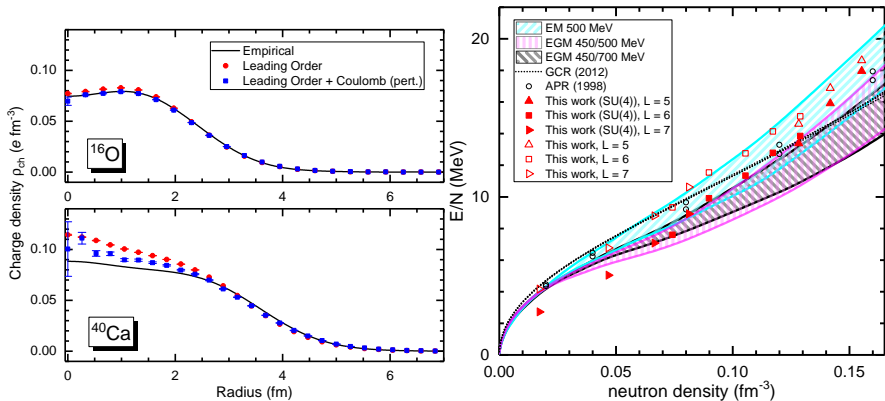 Charge density ρch (e fm-3)
0.10
0.05
0.00
Empirical
Leading Order
Leading Order + Coulomb (pert.)
16O
0.15
0.10
0.05
0.00
40Ca
0 2 4 6
Radius (fm)
E/N (MeV)
20
10
0
EM 500 MeV
EGM 450/500 MeV
EGM 450/700 MeV
GCR (2012)
APR (1998)
This work (SU(4)), L = 5
This work (SU(4)), L = 6
This work (SU(4)), L = 7
This work, L = 5
This work, L = 6
This work, L = 7
0.00 0.05 0.10 0.15
neutron density (fm-3)